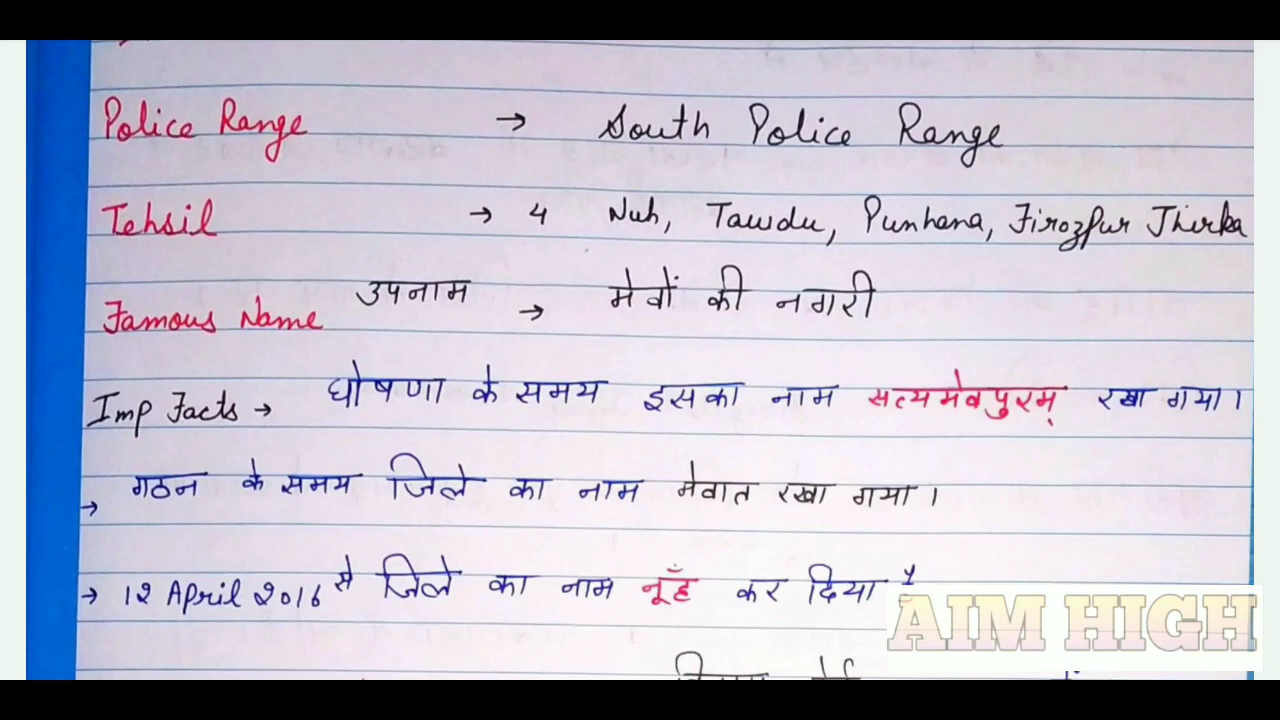 Police Range → South Police Range
Tehsil → 4 Nuh, Tawdu, Punhana, Firozpur Jhirka
Famous Name उपनाम → मेवों की नगरी
Imp Facts → घोषणा के समय इसका नाम सत्यमेवपुरम् रखा गया।
→ गठन के समय जिले का नाम मेवात रखा गया।
→ 12 April 2016 से जिले का नाम नूँह कर दिया है
AIM HIGH